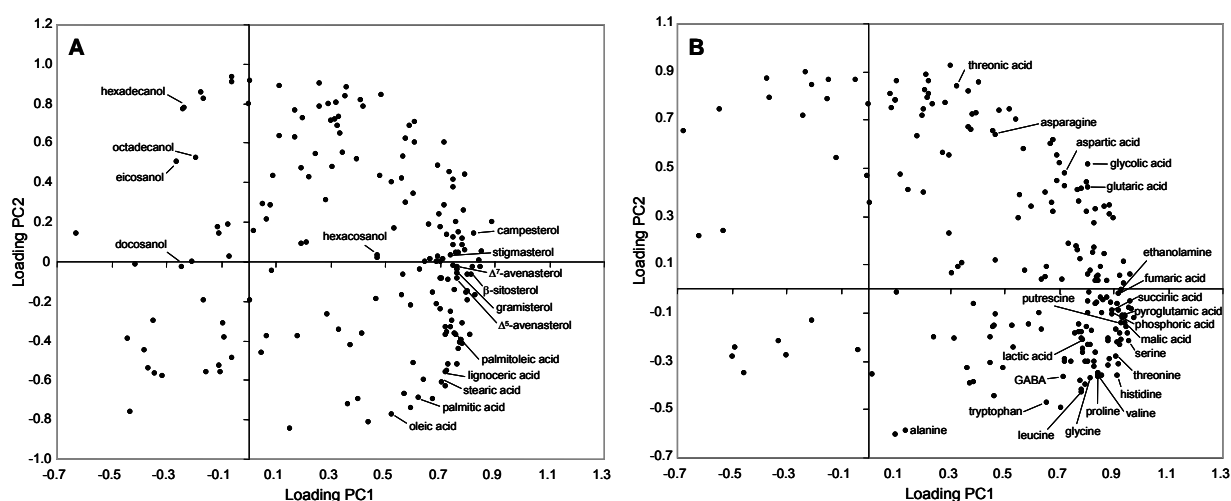 A
1.2
1.0
0.8
0.6
0.4
0.2
0
-0.2
-0.4
-0.6
-0.8
-1.0
Loading PC2
-0.7
-0.5
-0.3
-0.1
0.1
0.3
0.5
0.7
0.9
1.1
1.3
Loading PC1
hexadecanol
octadecanol
eicosanol
docosanol
hexacosanol
campesterol
stigmasterol
Δ⁷-avenasterol
β-sitosterol
gramisterol
Δ⁵-avenasterol
palmitoleic acid
lignoceric acid
stearic acid
palmitic acid
oleic acid
B
1.1
0.9
0.7
0.5
0.3
0.1
-0.1
-0.3
-0.5
-0.7
Loading PC2
-0.7
-0.5
-0.3
-0.1
0.1
0.3
0.5
0.7
0.9
1.1
1.3
Loading PC1
threonic acid
asparagine
aspartic acid
glycolic acid
glutaric acid
ethanolamine
fumaric acid
putrescine
succinic acid
pyroglutamic acid
phosphoric acid
malic acid
lactic acid
serine
threonine
GABA
histidine
tryptophan
proline
valine
alanine
leucine
glycine